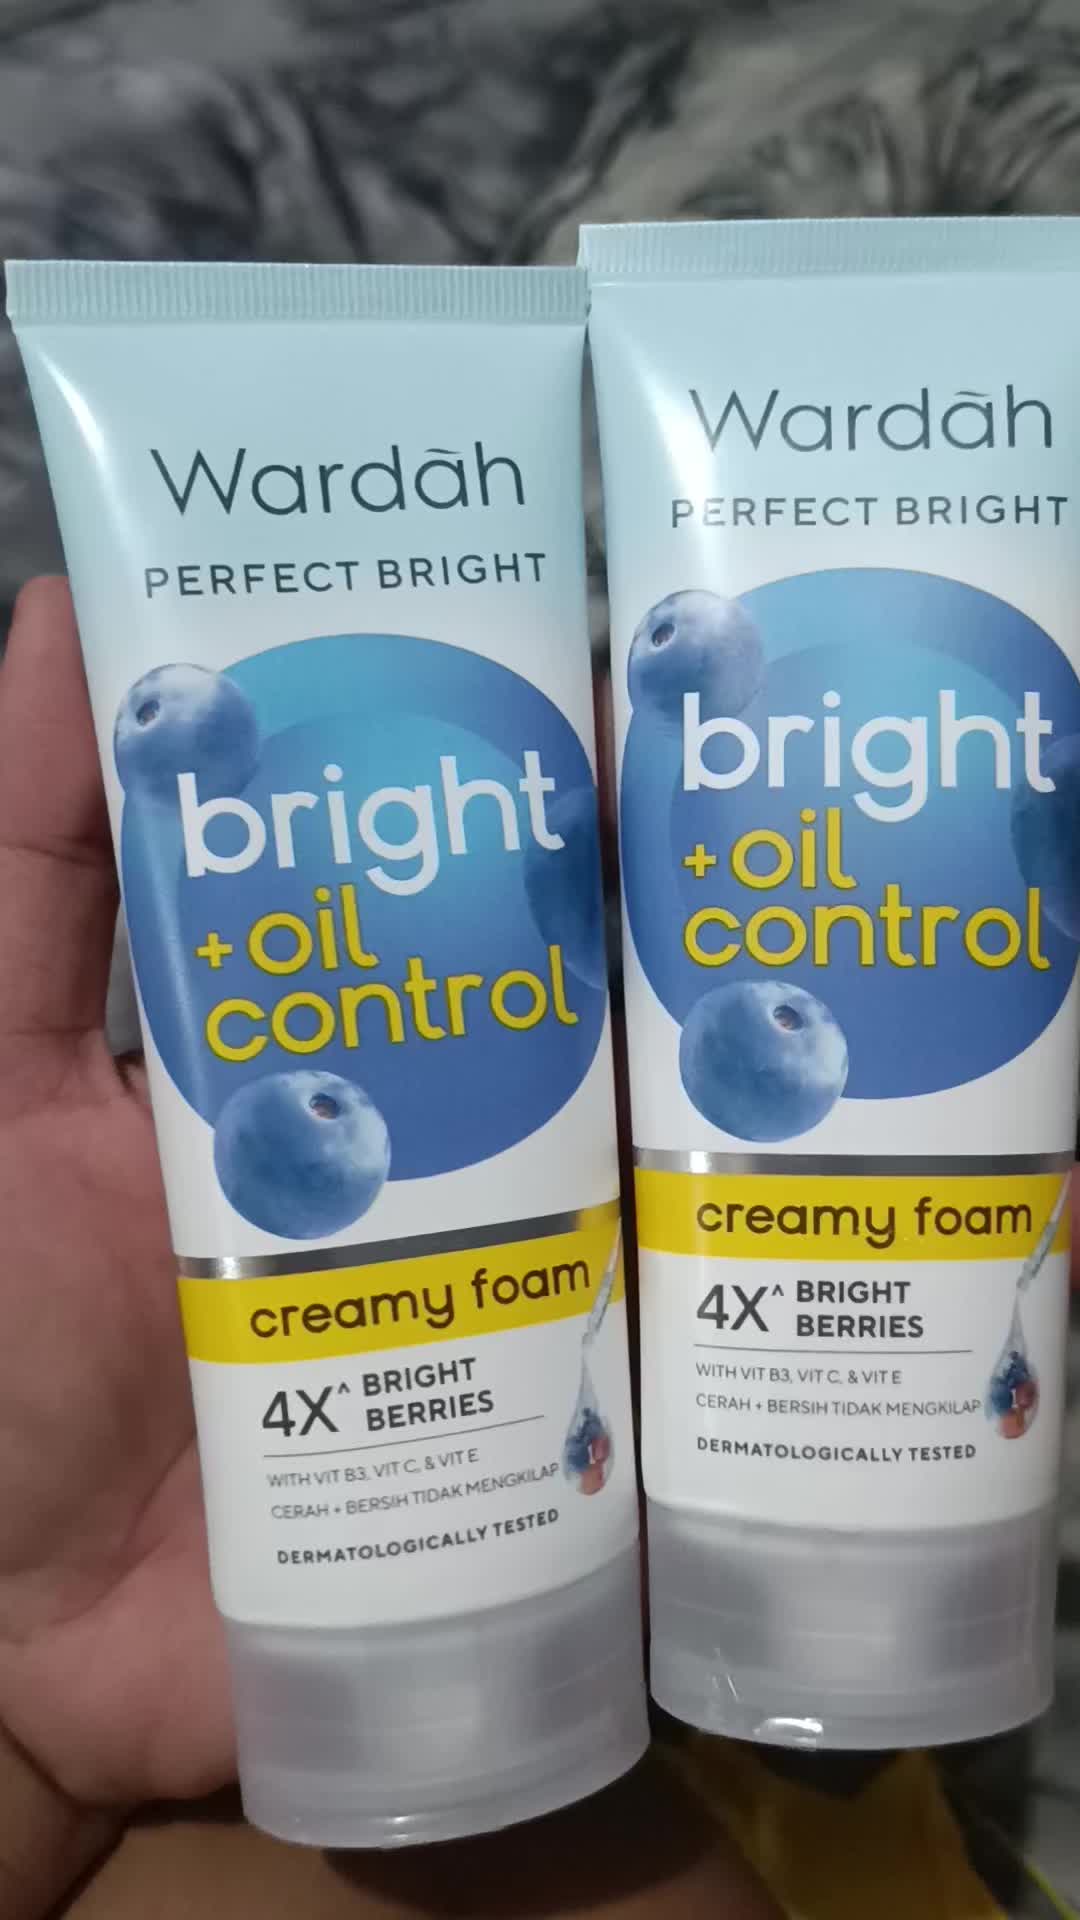 Wardàh
PERFECT BRIGHT
bright
+ oil
control
creamy foam
4X^ BRIGHT
BERRIES
WITH VIT B3, VIT C, & VIT E
CERAH + BERSIH TIDAK MENGKILAP
DERMATOLOGICALLY TESTED
Wardàh
PERFECT BRIGHT
bright
+ oil
control
creamy foam
4X^ BRIGHT
BERRIES
WITH VIT B3, VIT C, & VIT E
CERAH + BERSIH TIDAK MENGKILAP
DERMATOLOGICALLY TESTED